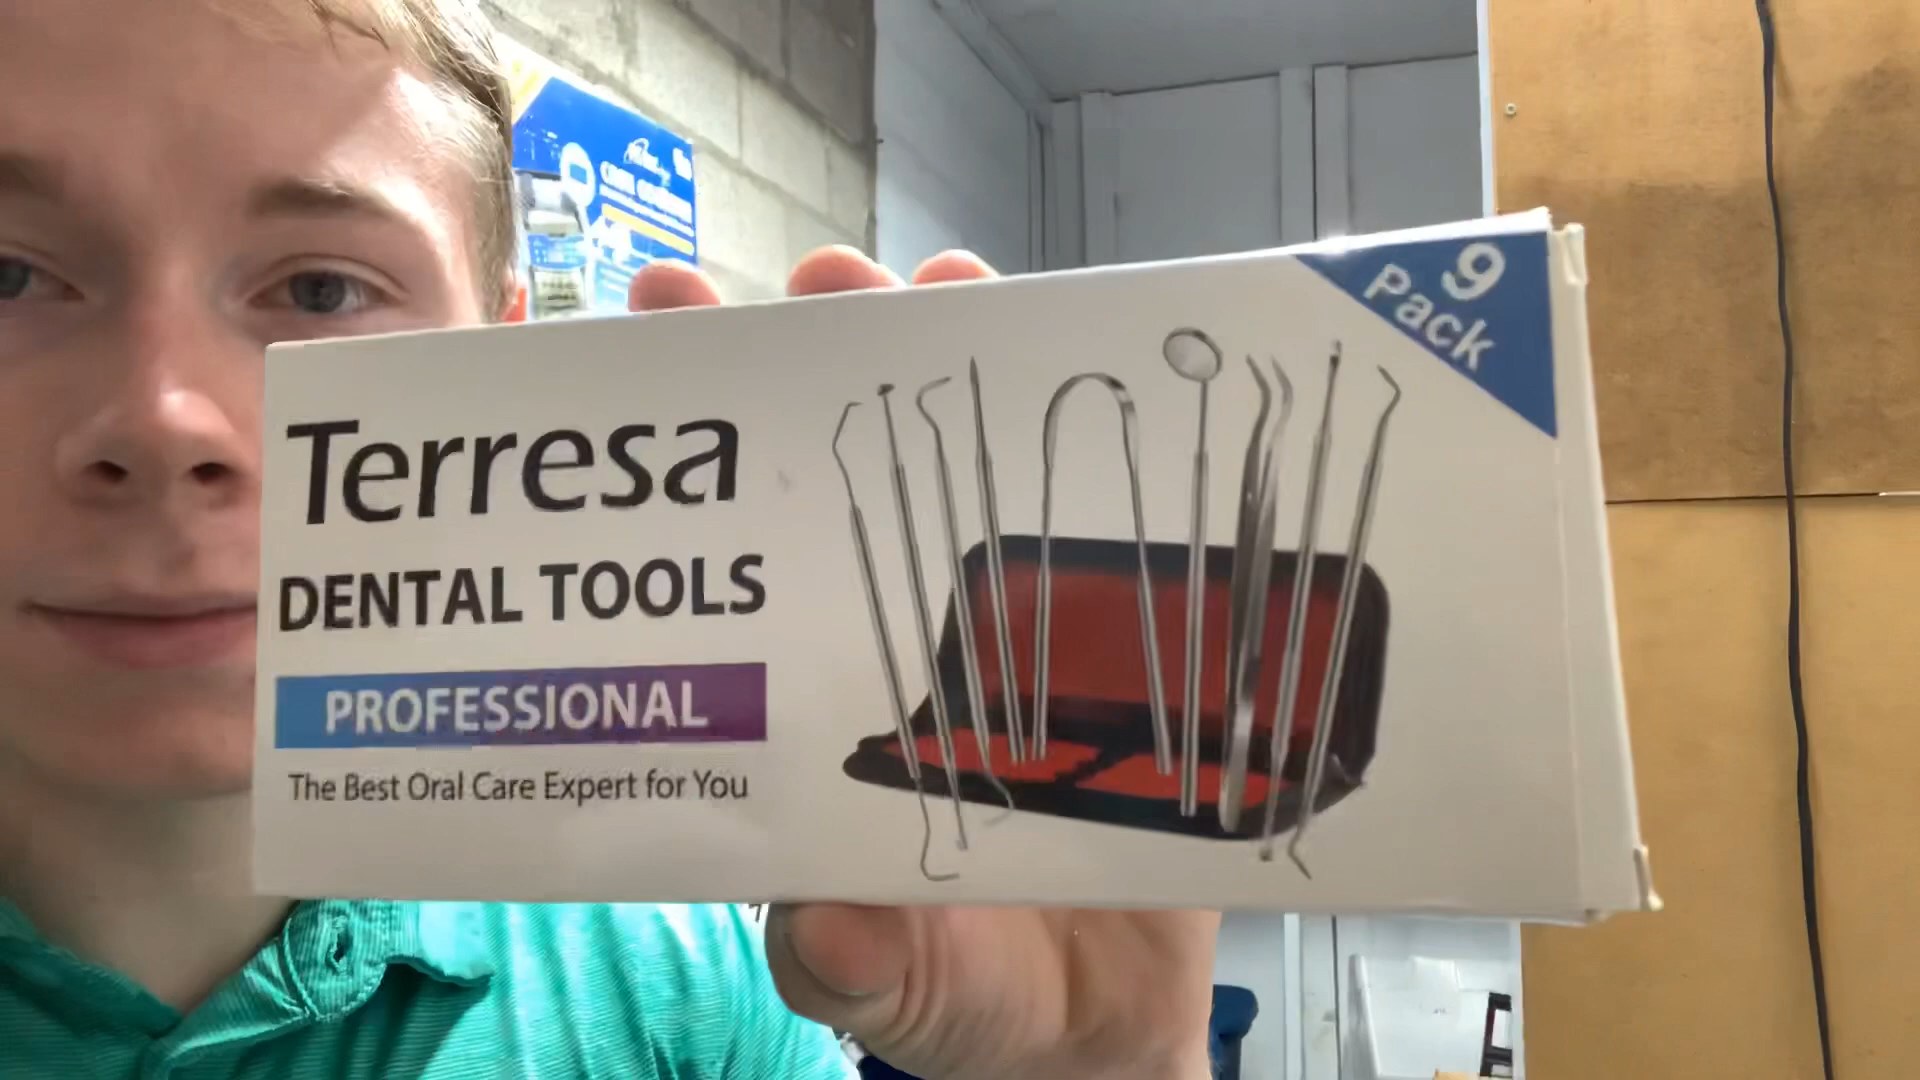 Terresa
DENTAL TOOLS
PROFESSIONAL
The Best Oral Care Expert for You
9
Pack